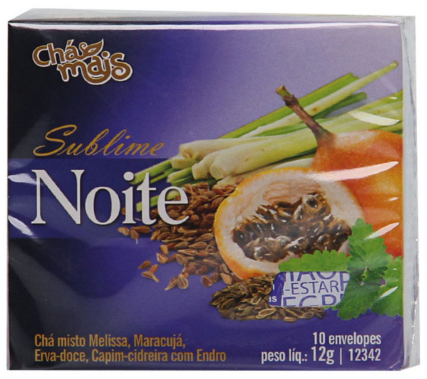 Chá
mais
Sublime
Noite
-ESTAR
Chá misto Melissa, Maracujá,
Erva-doce, Capim-cidreira com Endro
10 envelopes
peso líq.: 12g | 12342